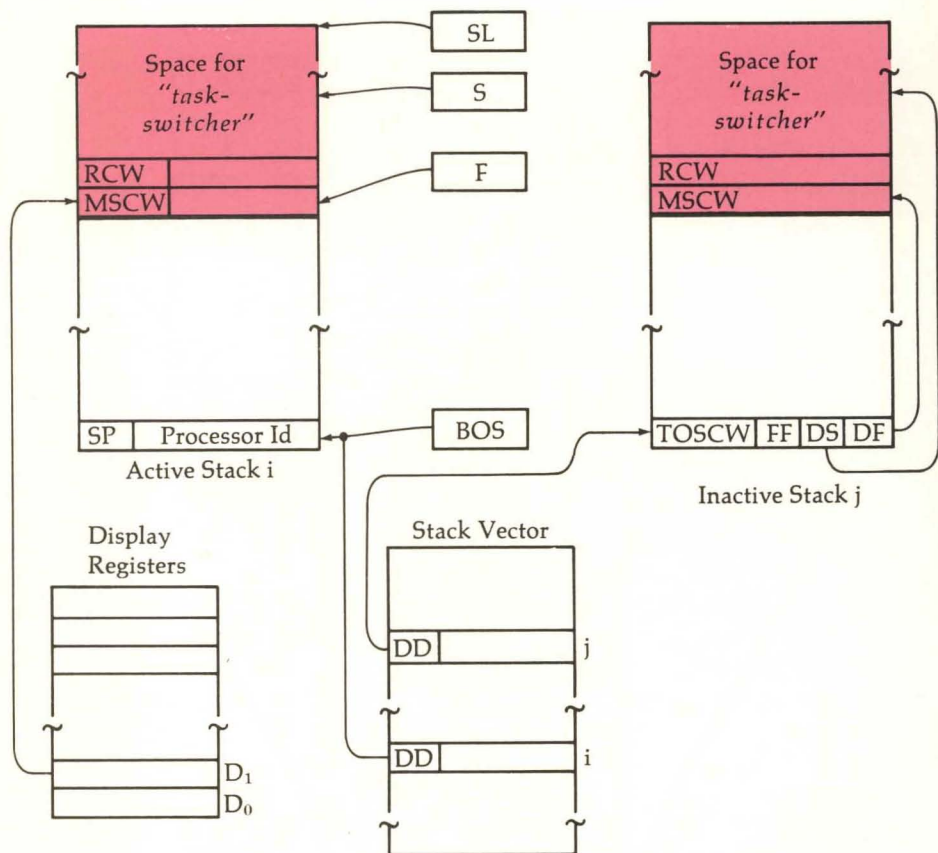 Space for
"task-
switcher"
RCW
MSCW
SP Processor Id
Active Stack i
SL
S
F
BOS
Space for
"task-
switcher"
RCW
MSCW
TOSCW FF DS DF
Inactive Stack j
Display
Registers
D₁
D₀
Stack Vector
DD j
DD i